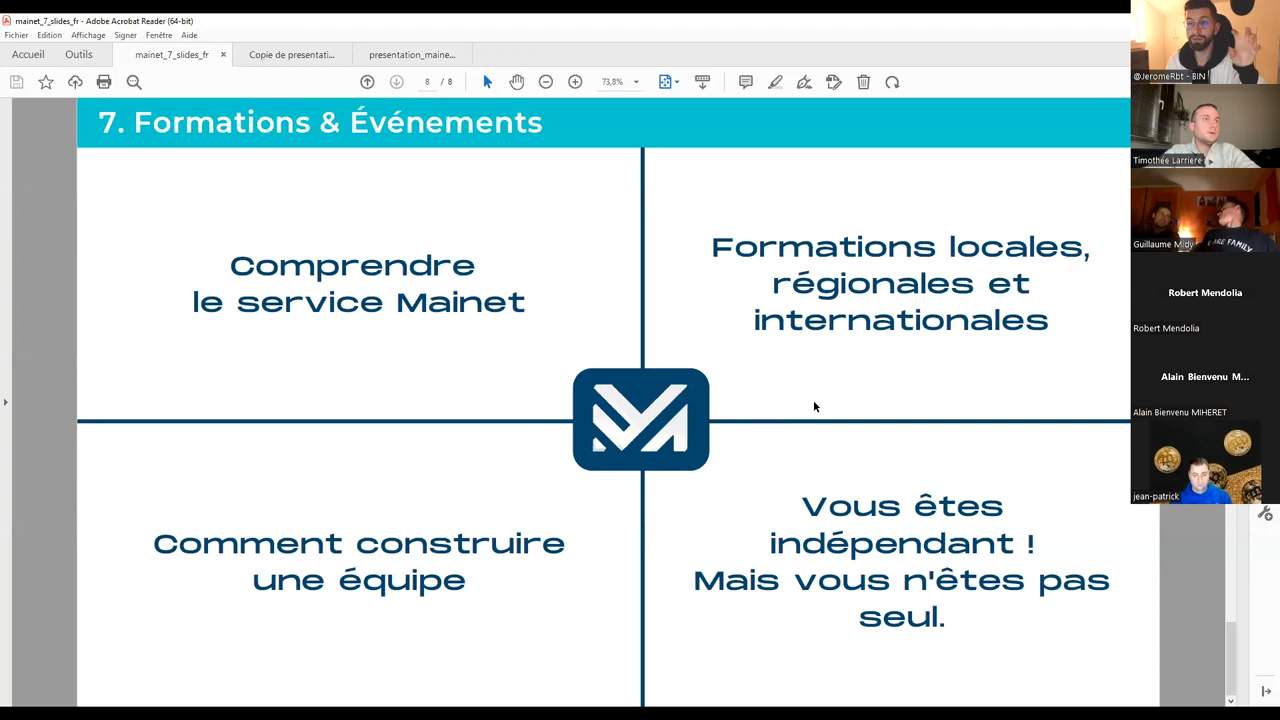 mainet_7_slides_fr - Adobe Acrobat Reader (64-bit)
Fichier Edition Affichage Signer Fenêtre Aide
Accueil Outils mainet_7_slides_fr × Copie de presentati... presentation_maine...
8 / 8 73,8%
7. Formations & Événements
Comprendre
le service Mainet
Formations locales,
régionales et
internationales
Comment construire
une équipe
Vous êtes
indépendant !
Mais vous n'êtes pas
seul.
@JeromeRbt - BIN
Timothée Larriere
Guillaume Midy
ARE FAMILY
Robert Mendolia
Robert Mendolia
Alain Bienvenu M...
Alain Bienvenu MIHERET
jean-patrick